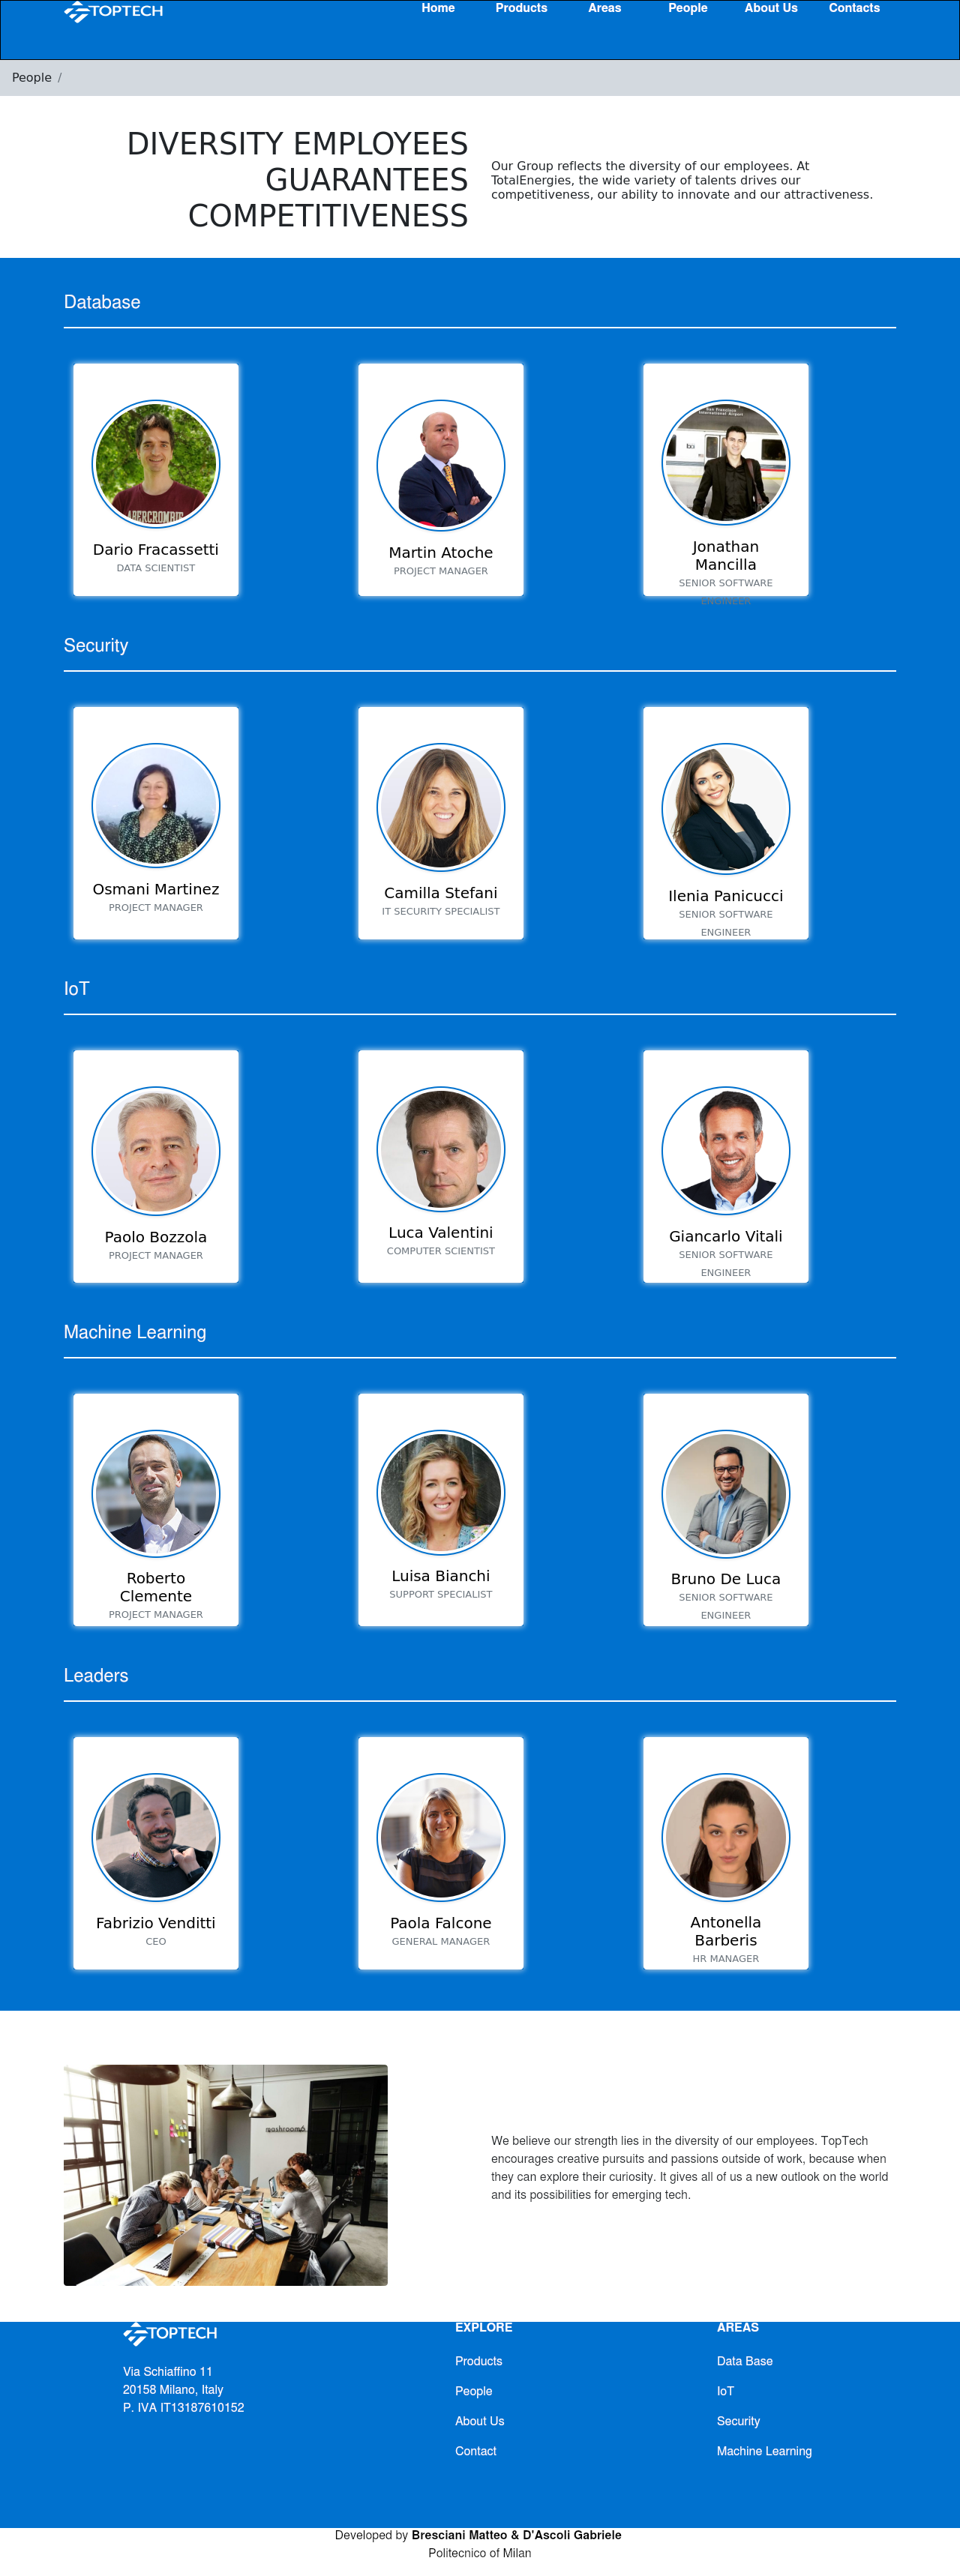 TOPTECH Home Products Areas People About Us Contacts
People /
DIVERSITY EMPLOYEES
GUARANTEES
COMPETITIVENESS
Our Group reflects the diversity of our employees. At
TotalEnergies, the wide variety of talents drives our
competitiveness, our ability to innovate and our attractiveness.
Database
San Francisco
International Airport
ABERCROMBIE
Dario Fracassetti
DATA SCIENTIST
Martin Atoche
PROJECT MANAGER
Jonathan
Mancilla
SENIOR SOFTWARE
ENGINEER
Security
Osmani Martinez
PROJECT MANAGER
Camilla Stefani
IT SECURITY SPECIALIST
Ilenia Panicucci
SENIOR SOFTWARE
ENGINEER
IoT
Paolo Bozzola
PROJECT MANAGER
Luca Valentini
COMPUTER SCIENTIST
Giancarlo Vitali
SENIOR SOFTWARE
ENGINEER
Machine Learning
Roberto
Clemente
PROJECT MANAGER
Luisa Bianchi
SUPPORT SPECIALIST
Bruno De Luca
SENIOR SOFTWARE
ENGINEER
Leaders
Fabrizio Venditti
CEO
Paola Falcone
GENERAL MANAGER
Antonella
Barberis
HR MANAGER
We believe our strength lies in the diversity of our employees. TopTech
encourages creative pursuits and passions outside of work, because when
they can explore their curiosity. It gives all of us a new outlook on the world
and its possibilities for emerging tech.
TOPTECH
Via Schiaffino 11
20158 Milano, Italy
P. IVA IT13187610152
EXPLORE
Products
People
About Us
Contact
AREAS
Data Base
IoT
Security
Machine Learning
Developed by Bresciani Matteo & D'Ascoli Gabriele
Politecnico of Milan